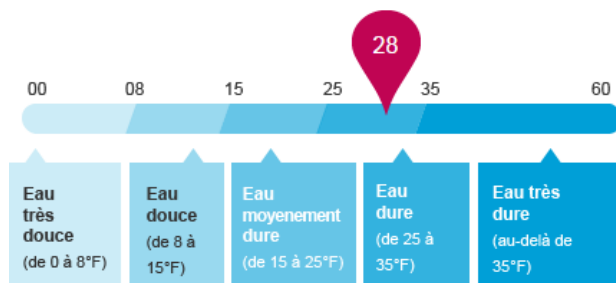 28
00 08 15 25 35 60
Eau
très
douce
(de 0 à 8°F)
Eau
douce
(de 8 à
15°F)
Eau
moyenement
dure
(de 15 à 25°F)
Eau
dure
(de 25 à
35°F)
Eau très
dure
(au-delà de
35°F)